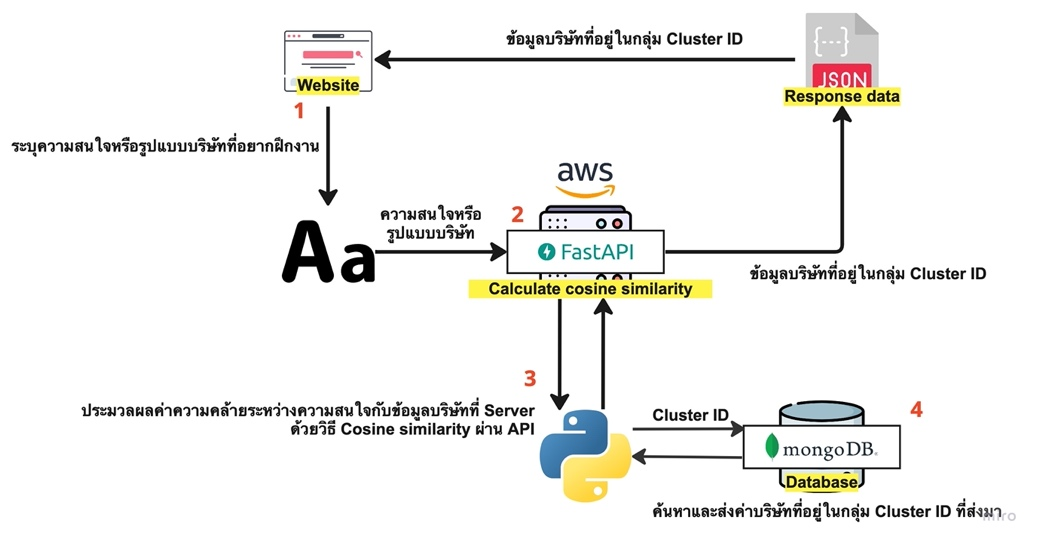 ข้อมูลบริษัทที่อยู่ในกลุ่ม Cluster ID
{---}
JSON
Website
Response data
1
ระบุความสนใจหรือรูปแบบบริษัทที่อยากฝึกงาน
aws
ความสนใจหรือ
รูปแบบบริษัท
2
Aa
FastAPI
ข้อมูลบริษัทที่อยู่ในกลุ่ม Cluster ID
Calculate cosine similarity
3
ประมวลผลค่าความคล้ายระหว่างความสนใจกับข้อมูลบริษัทที่ Server
ด้วยวิธี Cosine similarity ผ่าน API
Cluster ID
4
mongoDB.
Database
ค้นหาและส่งค่าบริษัทที่อยู่ในกลุ่ม Cluster ID ที่ส่งมา
miro